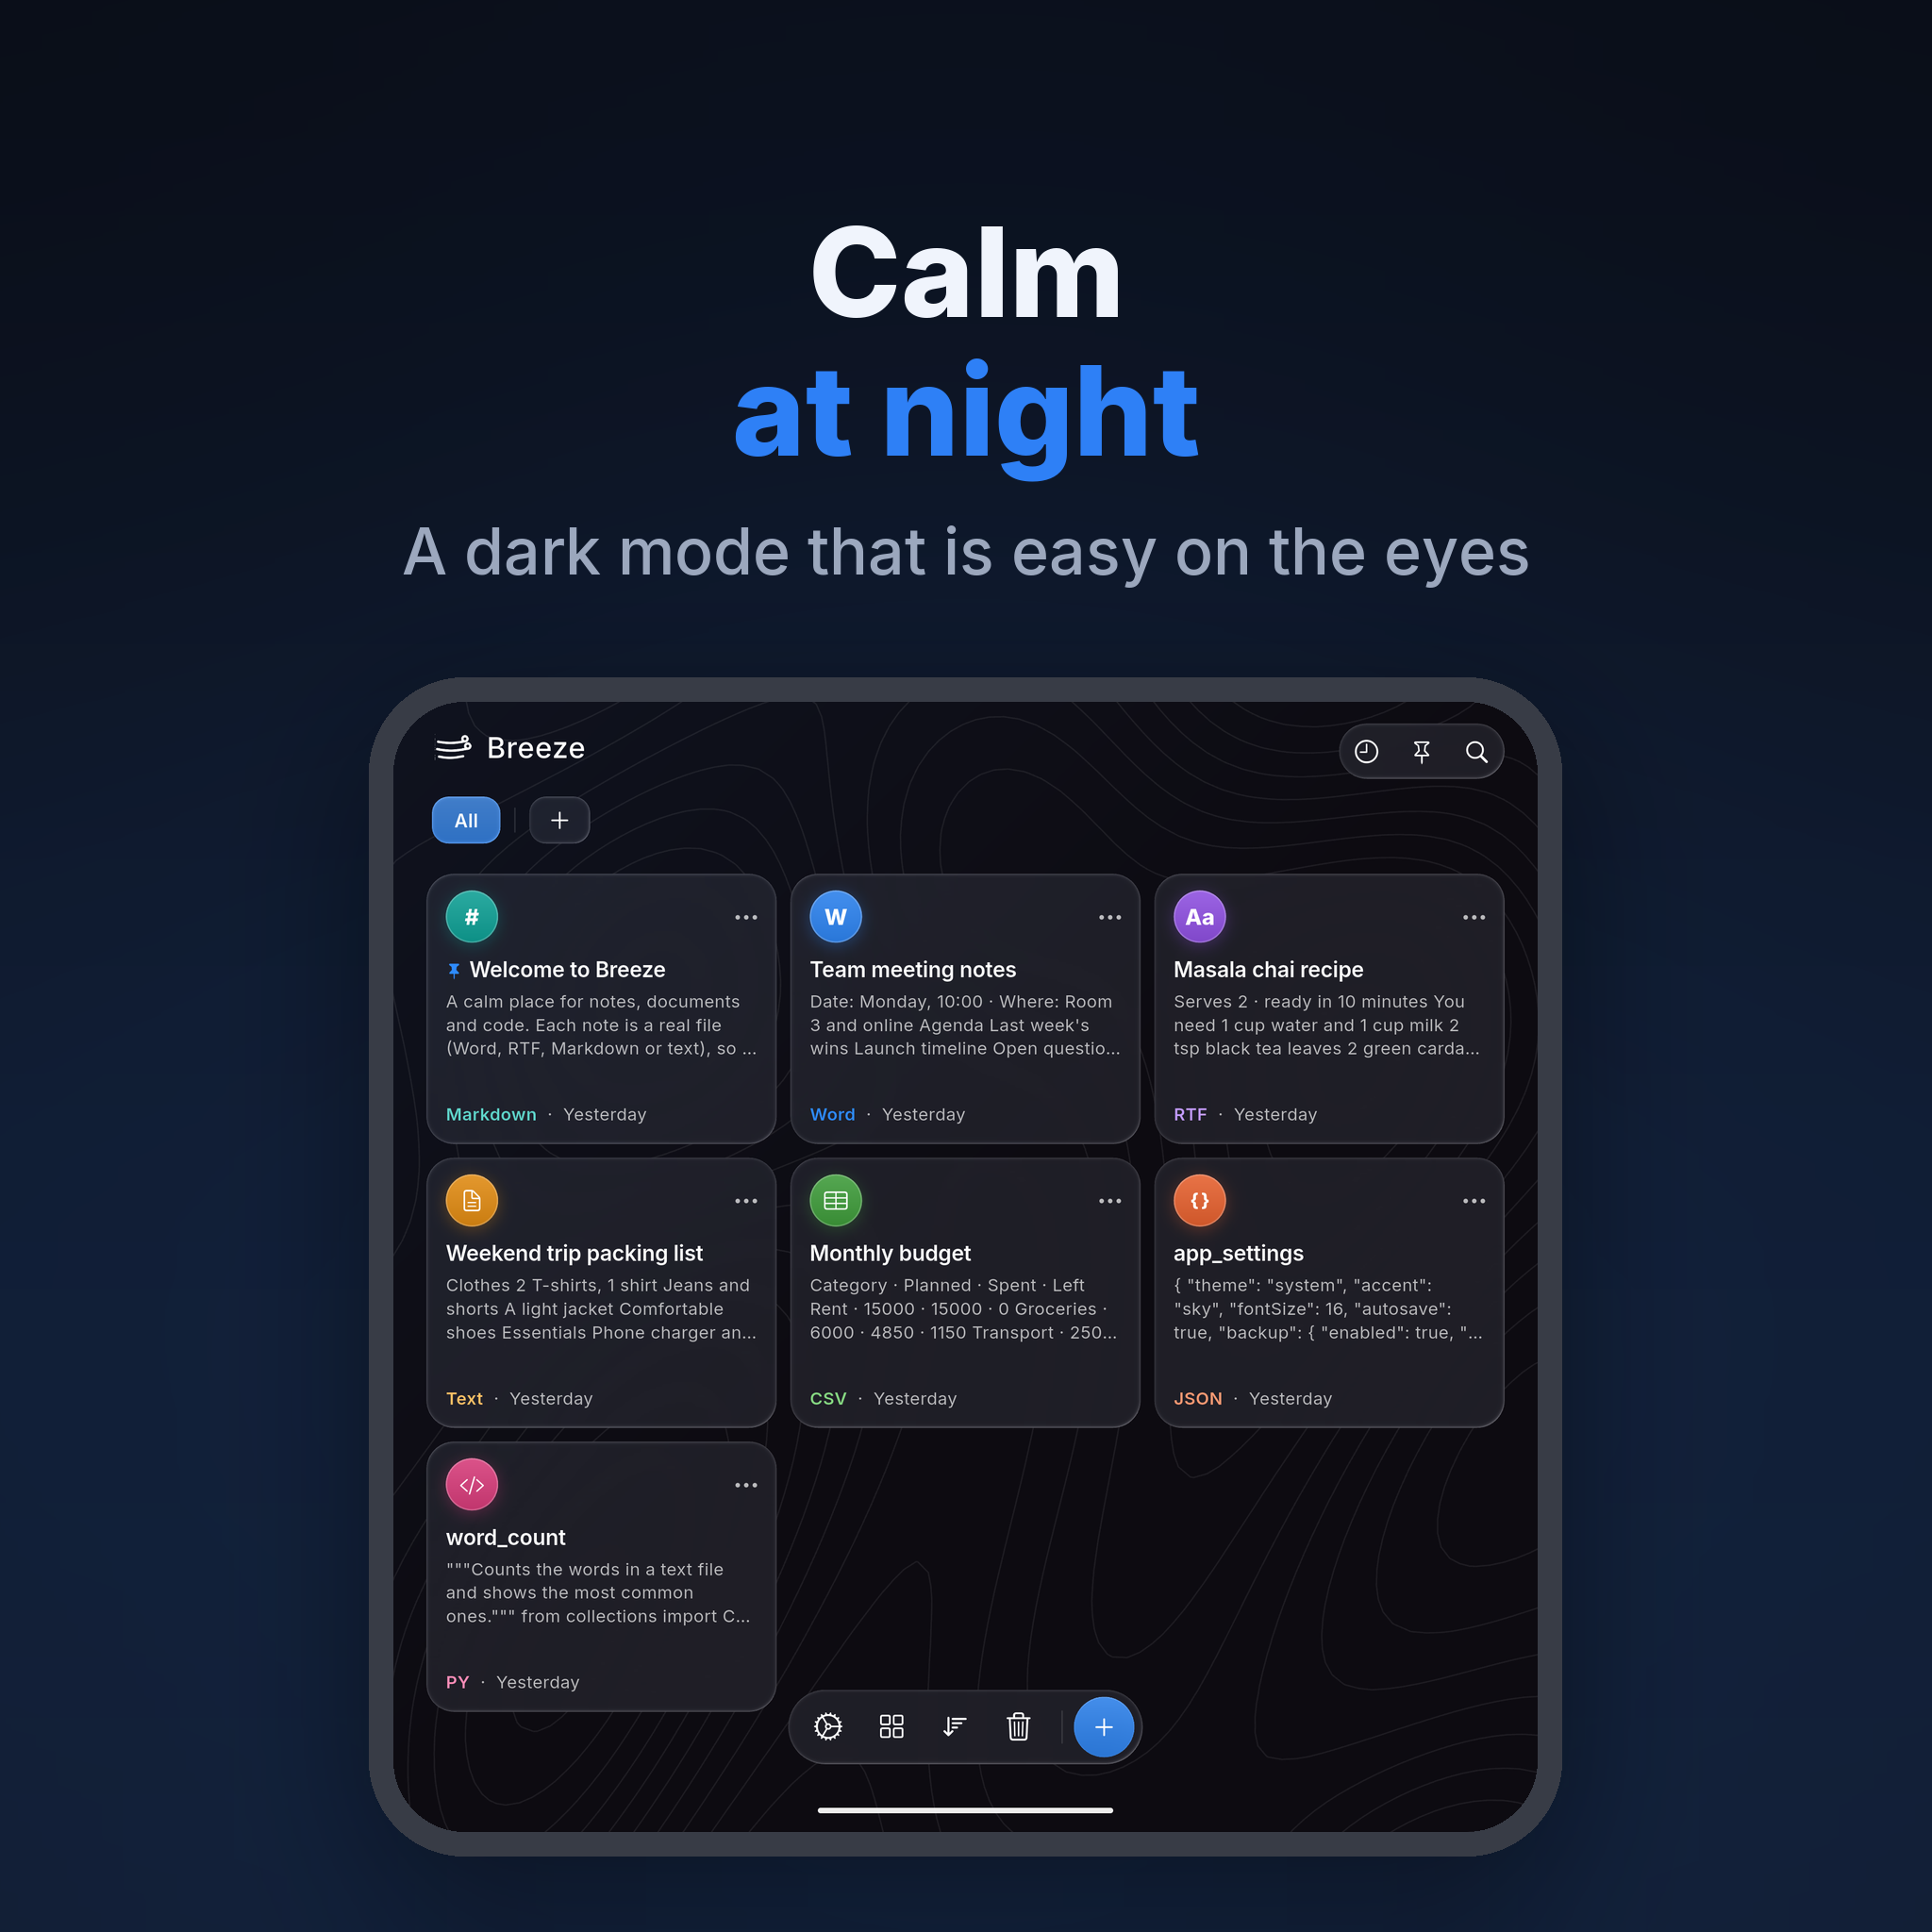 Calm
at night
A dark mode that is easy on the eyes
Breeze
All
#
W
Aa
Welcome to Breeze
A calm place for notes, documents
and code. Each note is a real file
(Word, RTF, Markdown or text), so ...
Markdown · Yesterday
Team meeting notes
Date: Monday, 10:00 · Where: Room
3 and online Agenda Last week's
wins Launch timeline Open questio...
Word · Yesterday
Masala chai recipe
Serves 2 · ready in 10 minutes You
need 1 cup water and 1 cup milk 2
tsp black tea leaves 2 green carda...
RTF · Yesterday
Weekend trip packing list
Clothes 2 T-shirts, 1 shirt Jeans and
shorts A light jacket Comfortable
shoes Essentials Phone charger an...
Text · Yesterday
Monthly budget
Category · Planned · Spent · Left
Rent · 15000 · 15000 · 0 Groceries ·
6000 · 4850 · 1150 Transport · 250...
CSV · Yesterday
{}
app_settings
{ "theme": "system", "accent":
"sky", "fontSize": 16, "autosave":
true, "backup": { "enabled": true, "...
JSON · Yesterday
</>
word_count
"""Counts the words in a text file
and shows the most common
ones.""" from collections import C...
PY · Yesterday